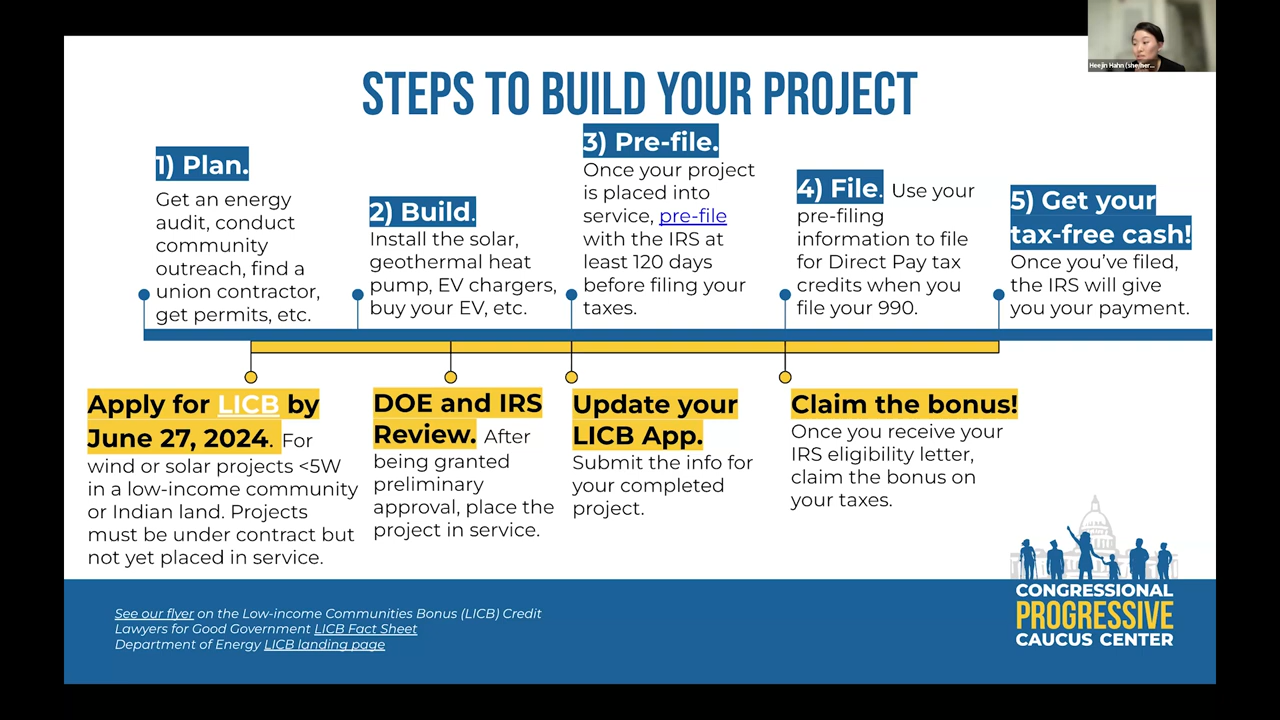 Heejin Hahn (she/her...
STEPS TO BUILD YOUR PROJECT
1) Plan.
Get an energy
audit, conduct
community
outreach, find a
union contractor,
get permits, etc.
2) Build.
Install the solar,
geothermal heat
pump, EV chargers,
buy your EV, etc.
3) Pre-file.
Once your project
is placed into
service, pre-file
with the IRS at
least 120 days
before filing your
taxes.
4) File. Use your
pre-filing
information to file
for Direct Pay tax
credits when you
file your 990.
5) Get your
tax-free cash!
Once you’ve filed,
the IRS will give
you your payment.
Apply for LICB by
June 27, 2024. For
wind or solar projects <5W
in a low-income community
or Indian land. Projects
must be under contract but
not yet placed in service.
DOE and IRS
Review. After
being granted
preliminary
approval, place the
project in service.
Update your
LICB App.
Submit the info for
your completed
project.
Claim the bonus!
Once you receive your
IRS eligibility letter,
claim the bonus on
your taxes.
See our flyer on the Low-income Communities Bonus (LICB) Credit
Lawyers for Good Government LICB Fact Sheet
Department of Energy LICB landing page
CONGRESSIONAL
PROGRESSIVE
CAUCUS CENTER